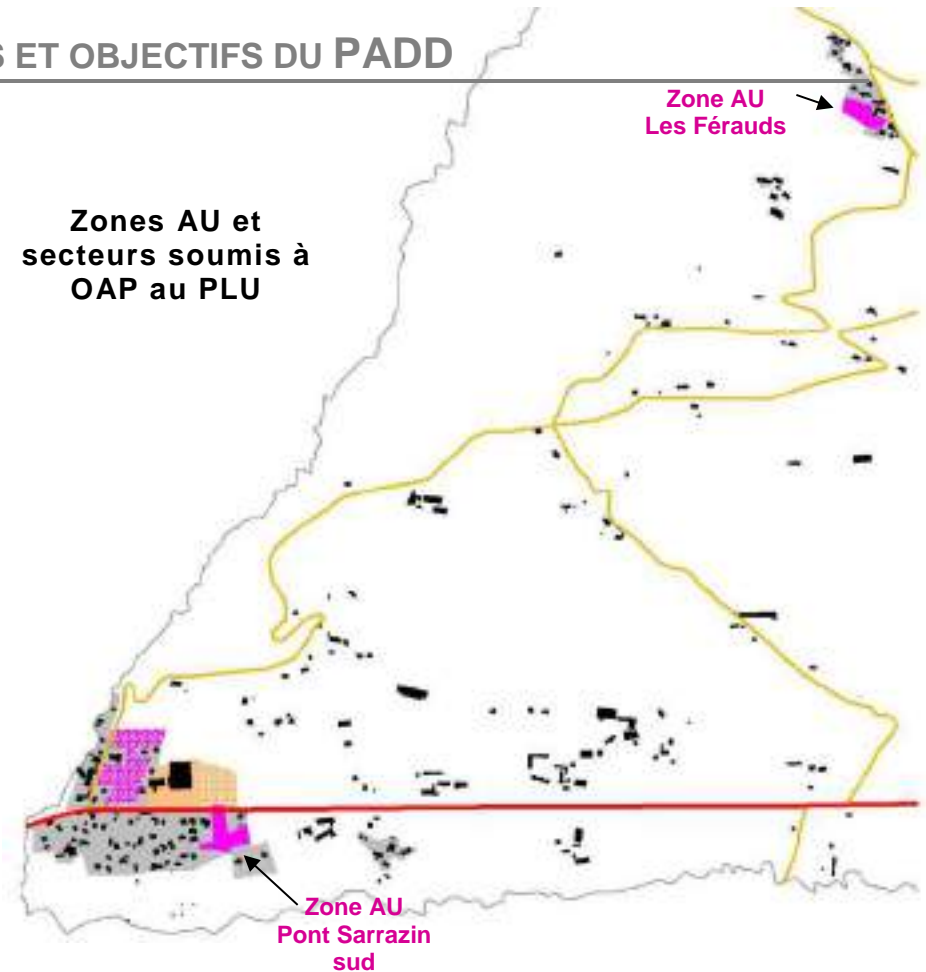 S ET OBJECTIFS DU PADD
Zone AU
Les Férauds
Zones AU et
secteurs soumis à
OAP au PLU
Zone AU
Pont Sarrazin
sud